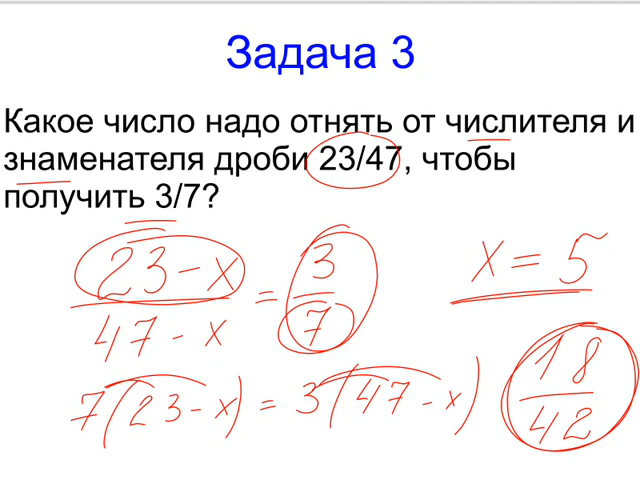 Задача 3
Какое число надо отнять от числителя и
знаменателя дроби 23/47, чтобы
получить 3/7?
23 - x
47 - x
=
3
7
x = 5
7(23 - x) = 3(47 - x)
18
42